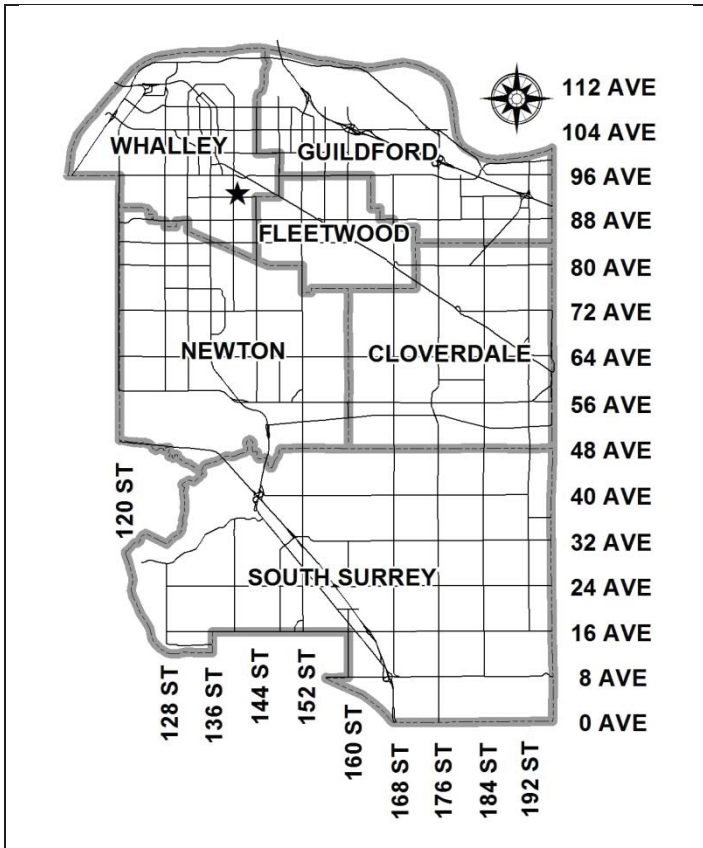 112 AVE
104 AVE
WHALLEY
GUILDFORD
96 AVE
88 AVE
FLEETWOOD
80 AVE
72 AVE
NEWTON
CLOVERDALE
64 AVE
56 AVE
48 AVE
120 ST
40 AVE
32 AVE
SOUTH SURREY
24 AVE
16 AVE
128 ST
136 ST
144 ST
152 ST
8 AVE
160 ST
0 AVE
168 ST
176 ST
184 ST
192 ST